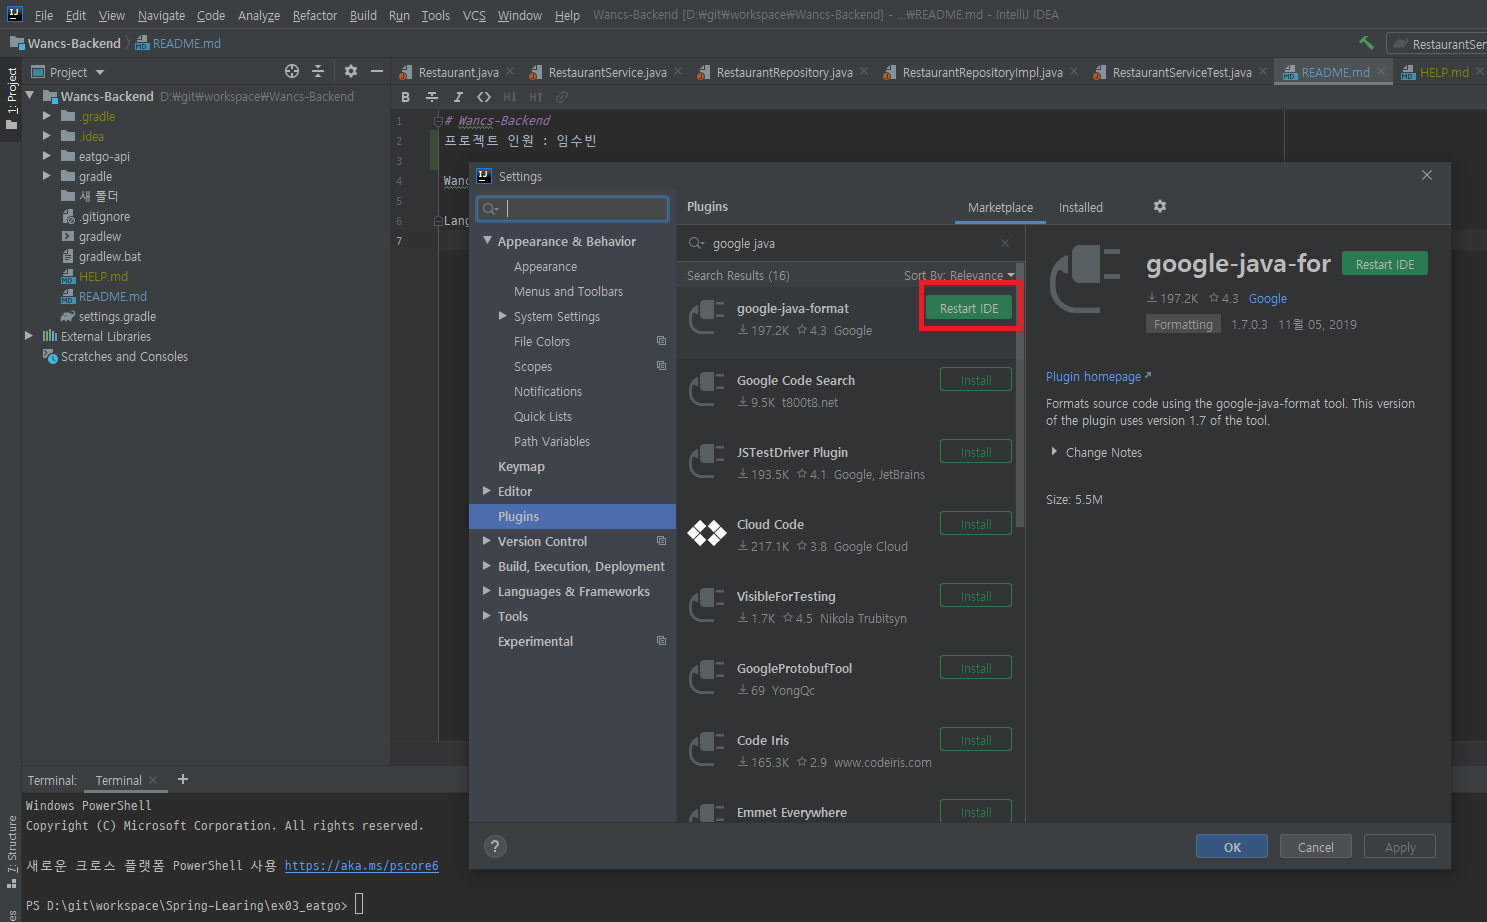 File Edit View Navigate Code Analyze Refactor Build Run Tools VCS Window Help Wancs-Backend [D:₩git₩workspace₩Wancs-Backend] - ...₩README.md - IntelliJ IDEA
Wancs-Backend README.md
RestaurantSer
1: Project
Project
Restaurant.java RestaurantService.java RestaurantRepository.java RestaurantRepositoryImpl.java RestaurantServiceTest.java README.md HELP.md
Wancs-Backend D:₩git₩workspace₩Wancs-Backend
.gradle
.idea
eatgo-api
gradle
새 폴더
.gitignore
gradlew
gradlew.bat
HELP.md
README.md
settings.gradle
External Libraries
Scratches and Consoles
B I H↓ H↑
1 # Wancs-Backend
2 프로젝트 인원 : 임수빈
3
4 Wanc
5
6 Lang
7
Settings
Appearance & Behavior
Appearance
Menus and Toolbars
System Settings
File Colors
Scopes
Notifications
Quick Lists
Path Variables
Keymap
Editor
Plugins
Version Control
Build, Execution, Deployment
Languages & Frameworks
Tools
Experimental
Plugins Marketplace Installed
google java
Search Results (16) Sort By: Relevance
google-java-format Restart IDE
197.2K 4.3 Google
Google Code Search Install
9.5K t800t8.net
JSTestDriver Plugin Install
193.5K 4.1 Google, JetBrains
Cloud Code Install
217.1K 3.8 Google Cloud
VisibleForTesting Install
1.7K 4.5 Nikola Trubitsyn
GoogleProtobufTool Install
69 YongQc
Code Iris Install
165.3K 2.9 www.codeiris.com
Emmet Everywhere Install
google-java-for Restart IDE
197.2K 4.3 Google
Formatting 1.7.0.3 11월 05, 2019
Plugin homepage
Formats source code using the google-java-format tool. This version
of the plugin uses version 1.7 of the tool.
Change Notes
Size: 5.5M
? OK Cancel Apply
Terminal: Terminal
Windows PowerShell
Copyright (C) Microsoft Corporation. All rights reserved.
새로운 크로스 플랫폼 PowerShell 사용 https://aka.ms/pscore6
PS D:\git\workspace\Spring-Learing\ex03_eatgo>
7: Structure